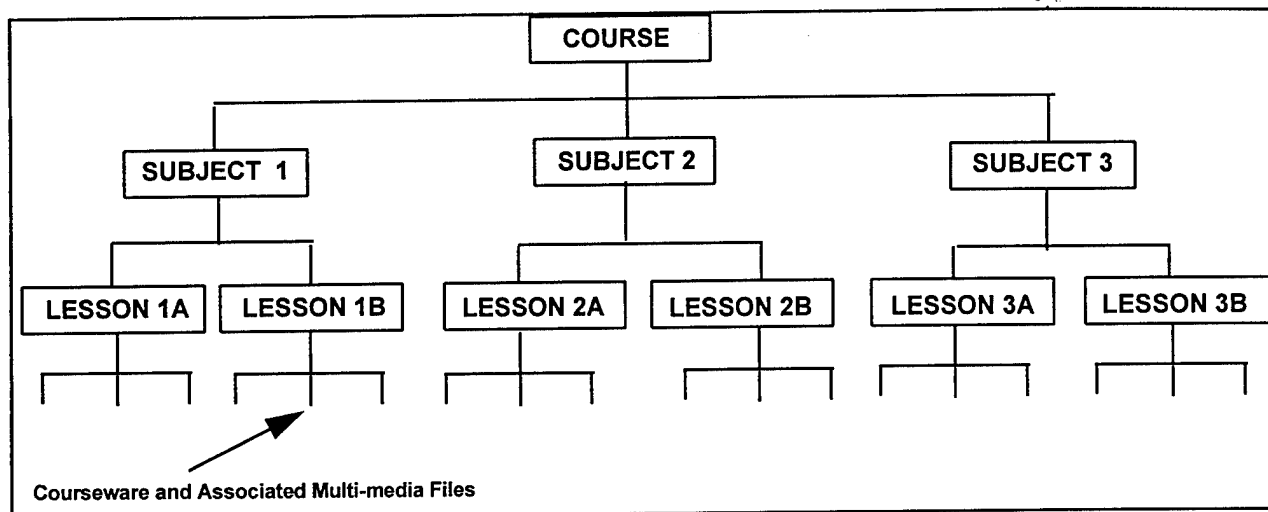 COURSE
SUBJECT 1
SUBJECT 2
SUBJECT 3
LESSON 1A
LESSON 1B
LESSON 2A
LESSON 2B
LESSON 3A
LESSON 3B
Courseware and Associated Multi-media Files